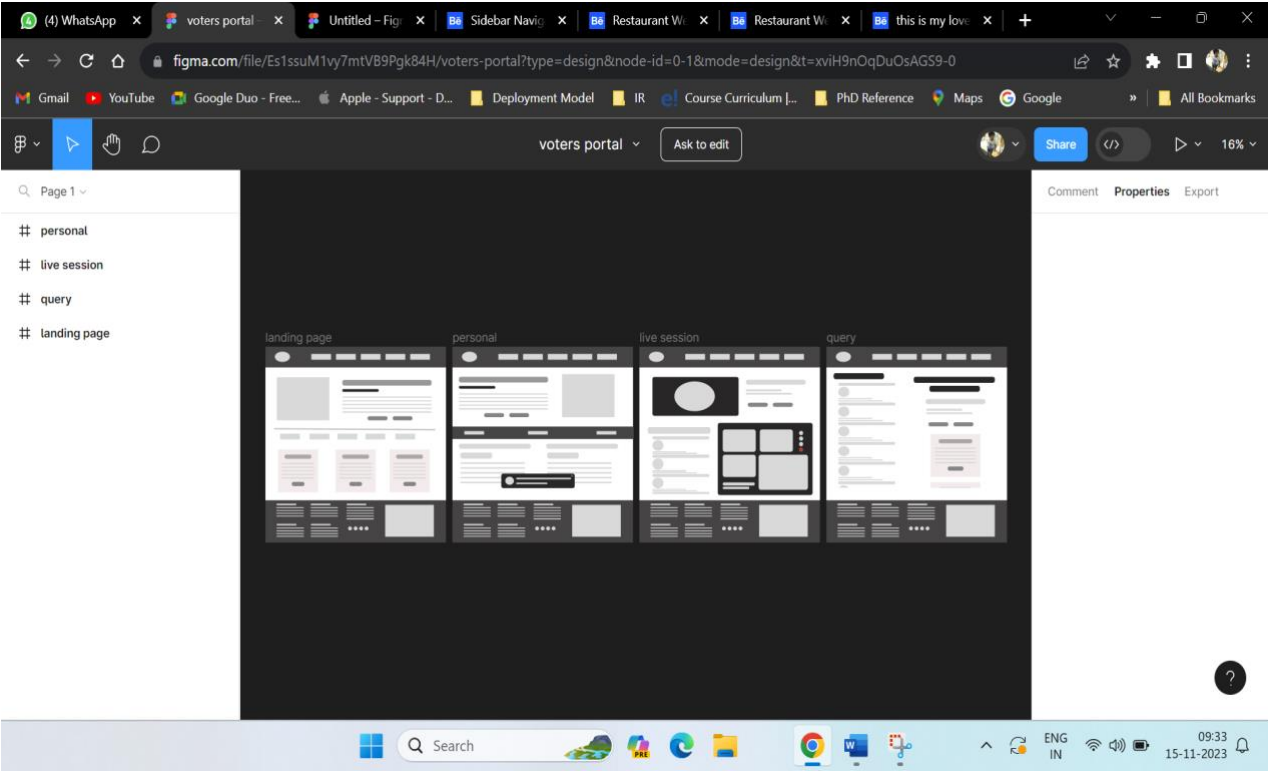 (4) WhatsApp
voters portal –
Untitled – Fig
Sidebar Navig
Restaurant We
Restaurant We
this is my love
figma.com/file/Es1ssuM1vy7mtVB9Pgk84H/voters-portal?type=design&node-id=0-1&mode=design&t=xviH9nOqDuOsAGS9-0
Gmail YouTube Google Duo - Free... Apple - Support - D... Deployment Model IR Course Curriculum |... PhD Reference Maps Google » All Bookmarks
voters portal Ask to edit Share 16%
Page 1 Comment Properties Export
personal
live session
query
landing page
landing page personal live session query
?
Search PRE ENG 09:33
IN 15-11-2023